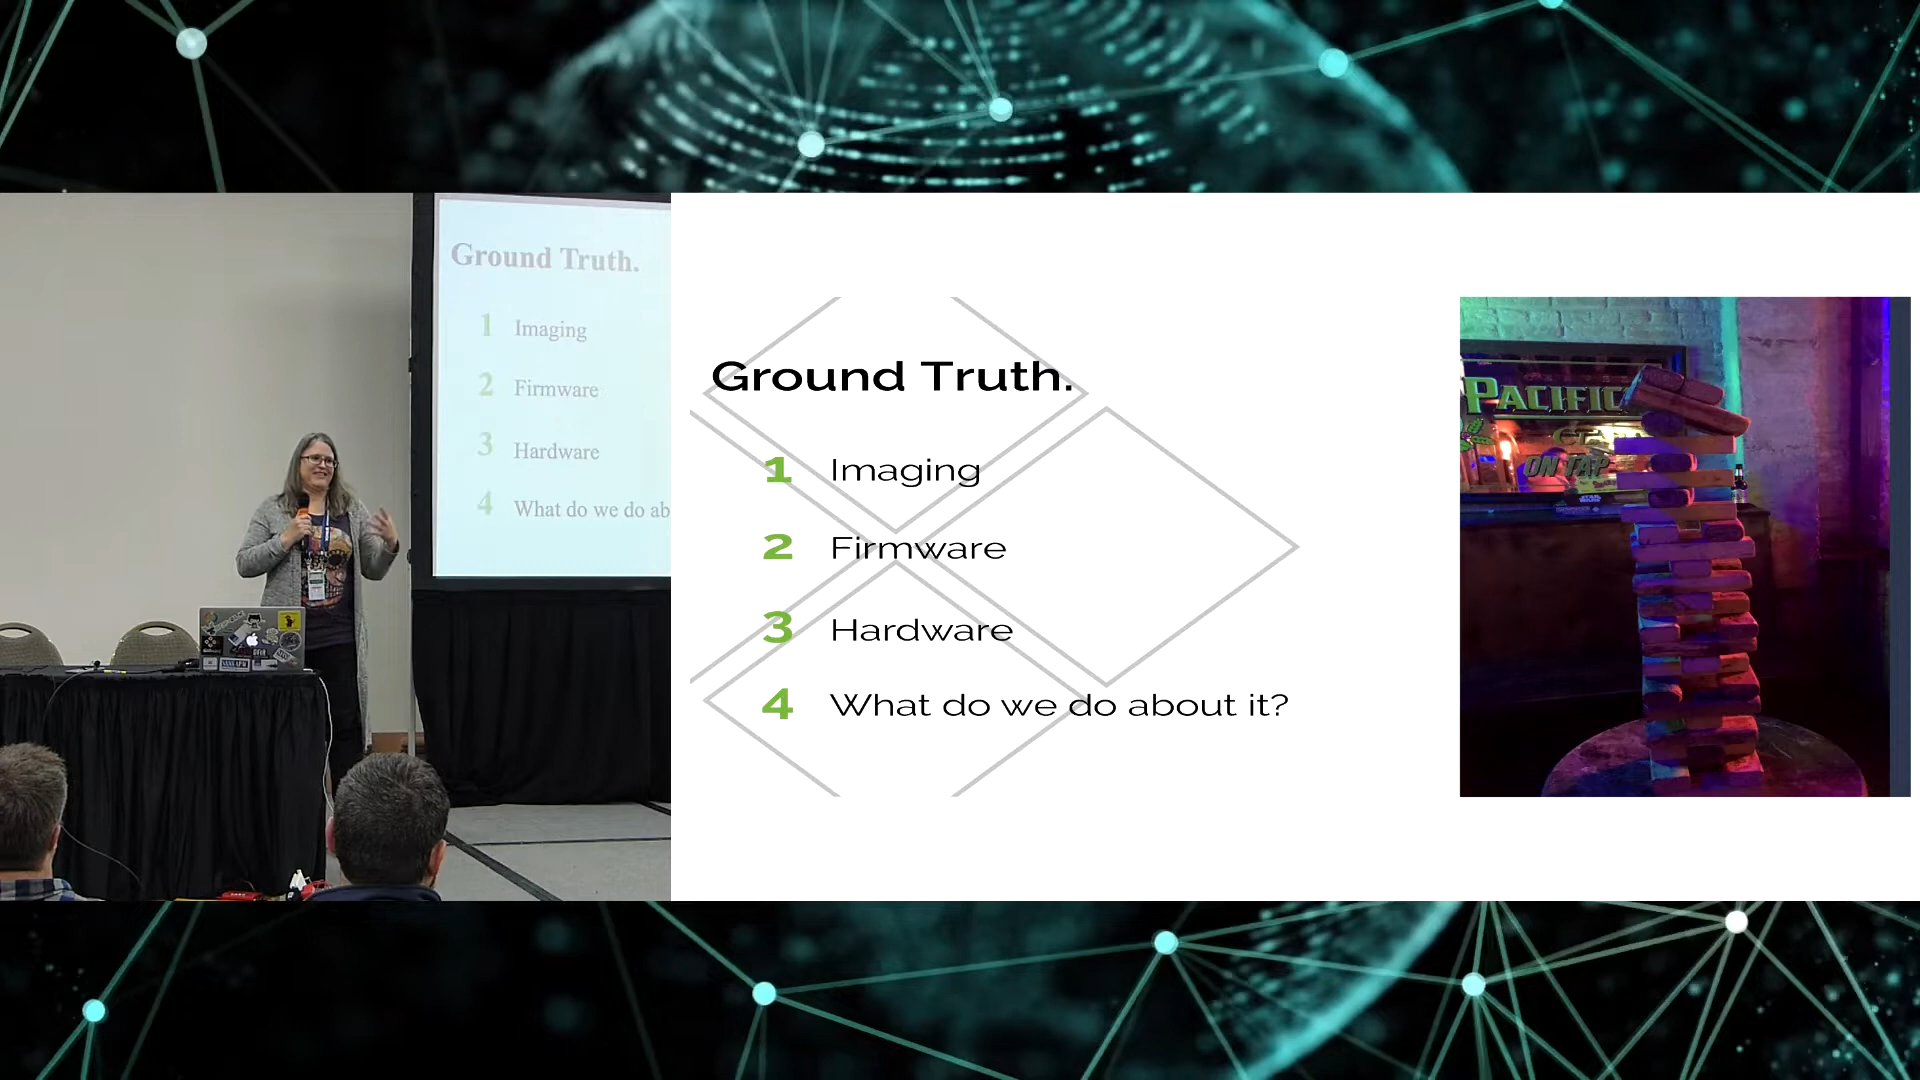 Ground Truth.
1 Imaging
2 Firmware
3 Hardware
4 What do we do ab
Ground Truth.
1 Imaging
2 Firmware
3 Hardware
4 What do we do about it?
PACIFIC
ON TAP